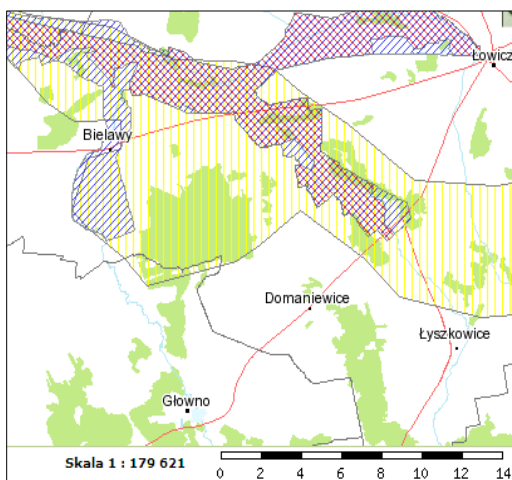 Łowicz
Bielawy
Domaniewice
Łyszkowice
Głowno
Skala 1 : 179 621
0 2 4 6 8 10 12 14